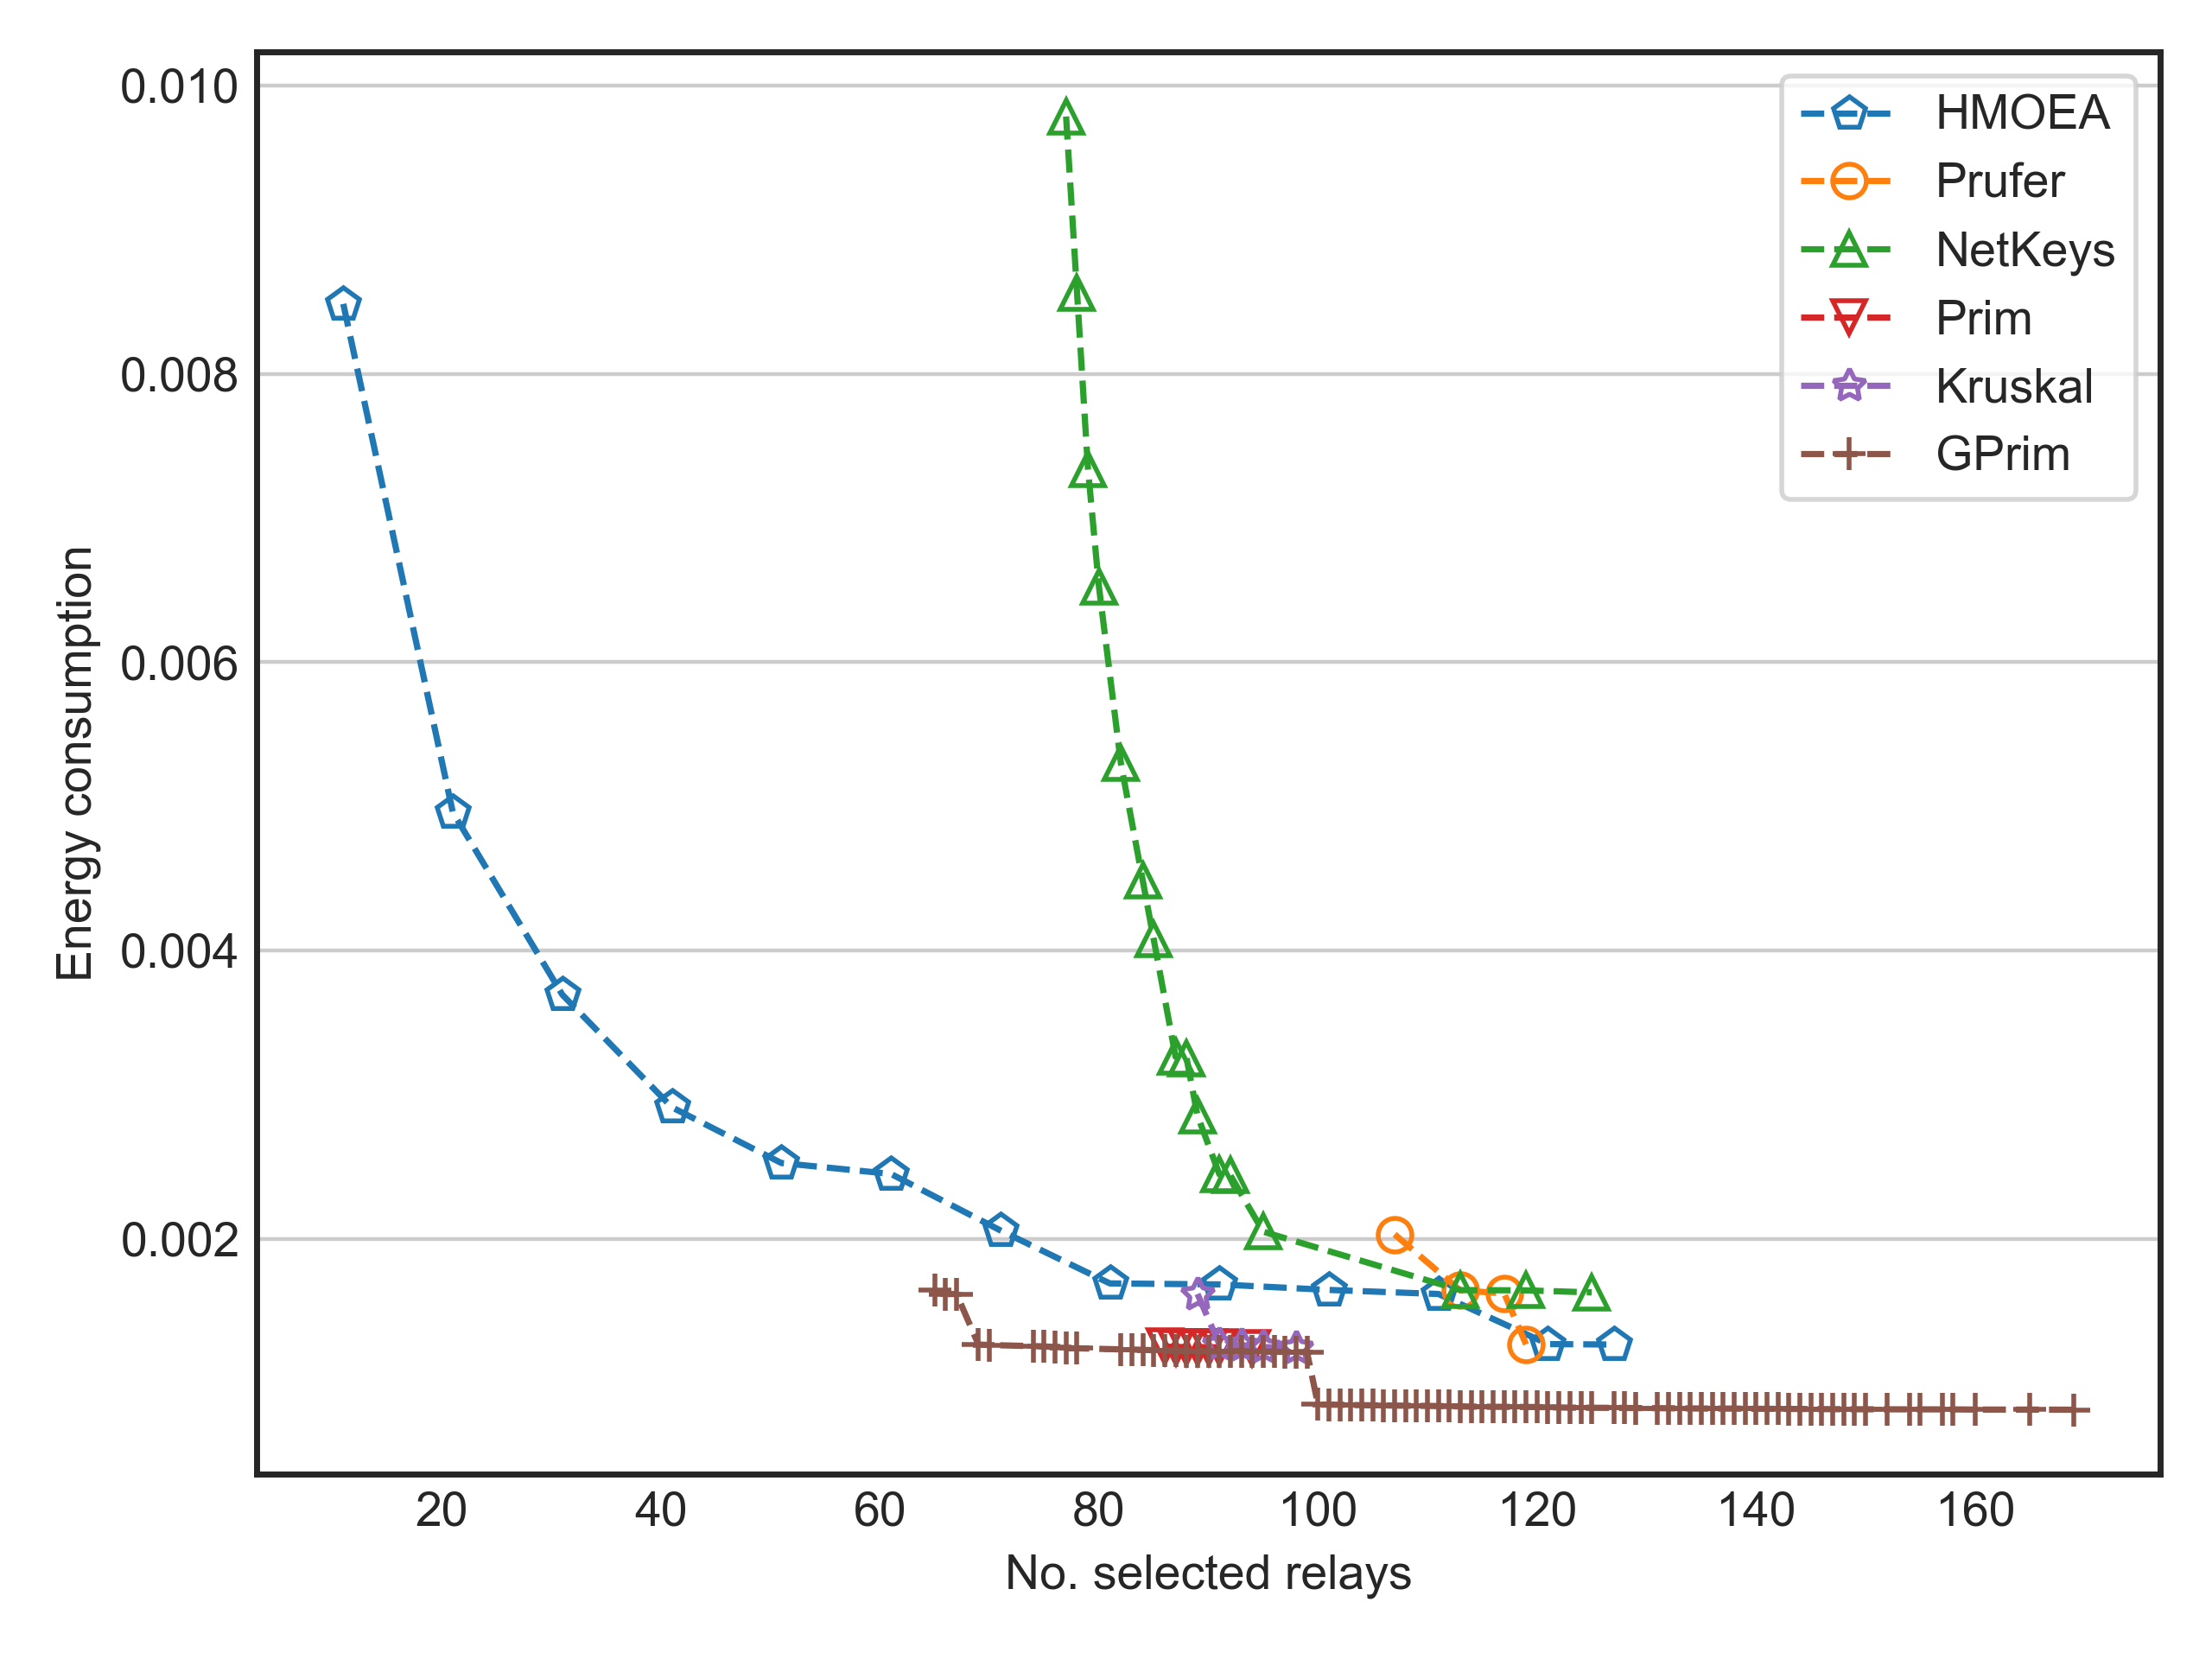 0.010
0.008
0.006
0.004
0.002
Energy consumption
20 40 60 80 100 120 140 160
No. selected relays
HMOEA
Prufer
NetKeys
Prim
Kruskal
GPrim